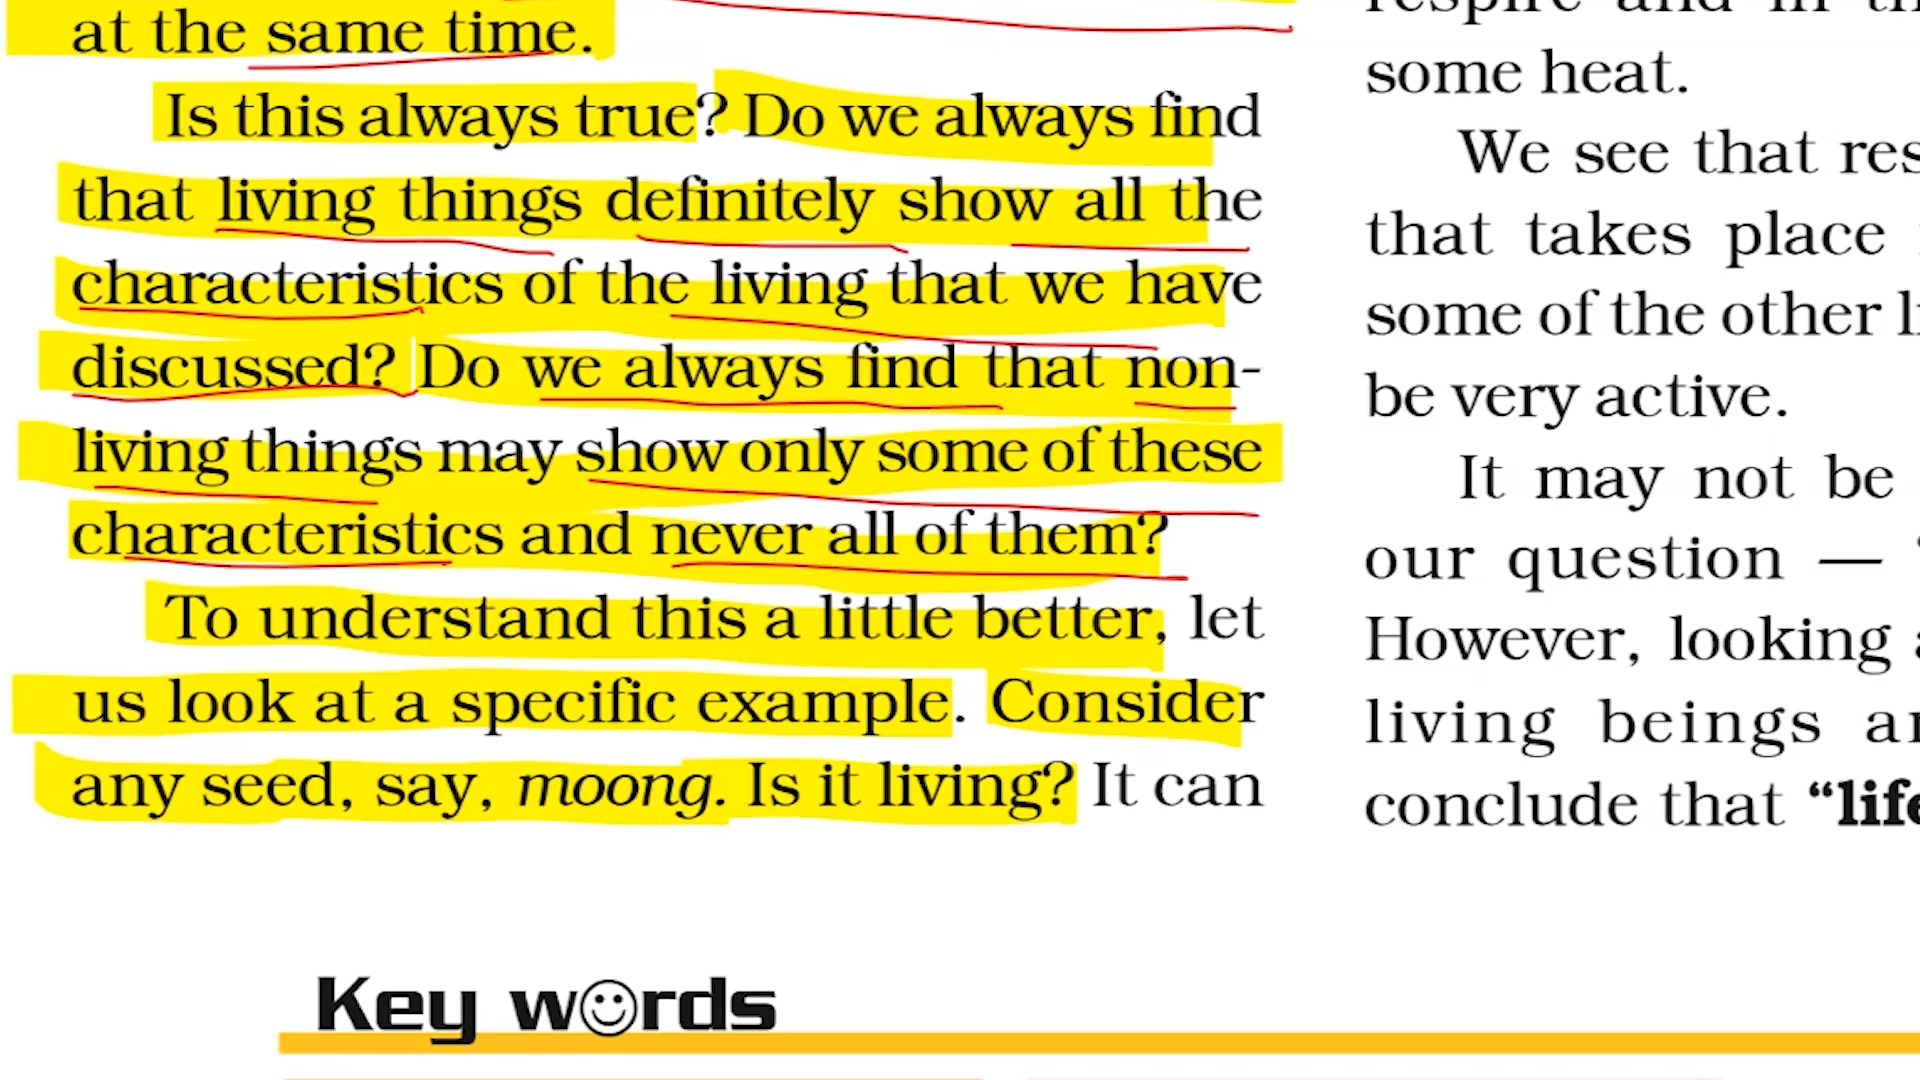 at the same time.
Is this always true? Do we always find
that living things definitely show all the
characteristics of the living that we have
discussed? Do we always find that non-
living things may show only some of these
characteristics and never all of them?
To understand this a little better, let
us look at a specific example. Consider
any seed, say, moong. Is it living? It can
respire and in
some heat.
We see that
that takes place
some of the other
be very active.
It may not be
our question —
However, looking
living beings
conclude that “life
Key words